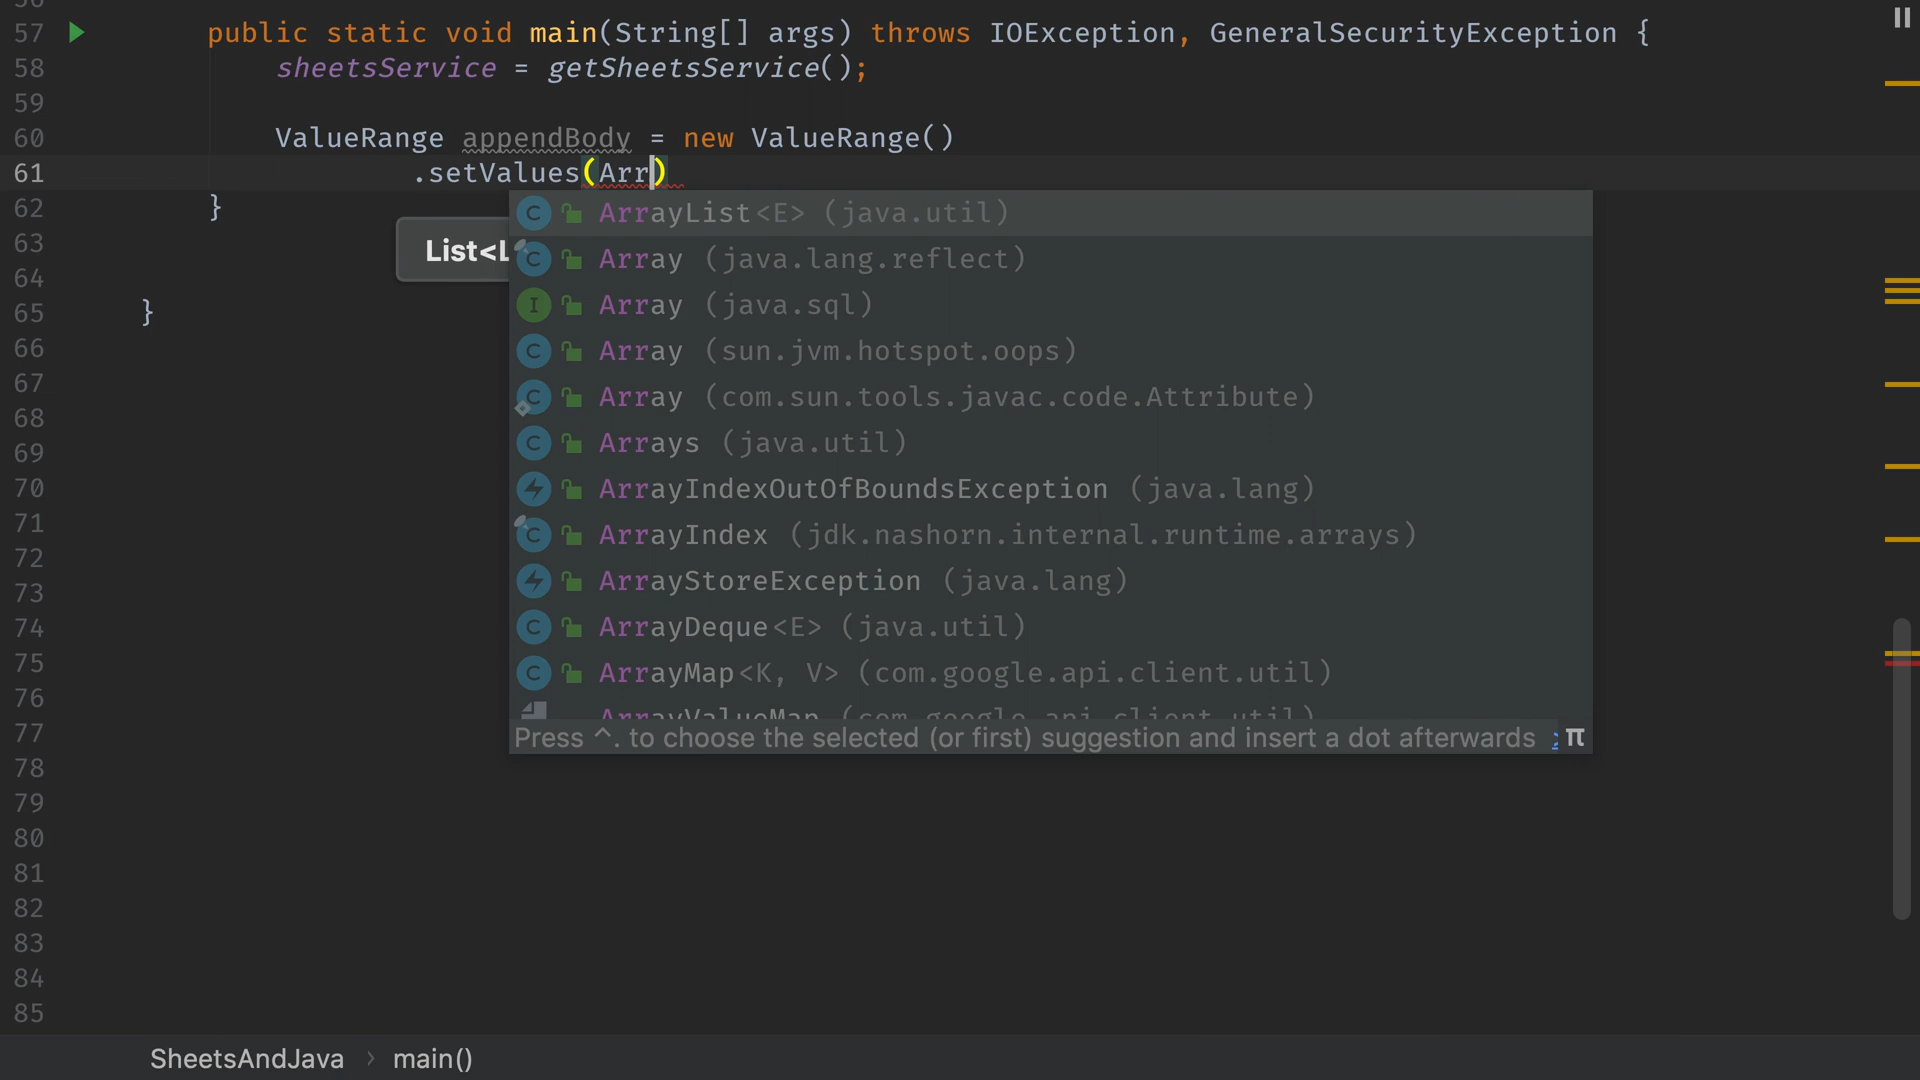 56
57 public static void main(String[] args) throws IOException, GeneralSecurityException {
58 sheetsService = getSheetsService();
59
60 ValueRange appendBody = new ValueRange()
61 .setValues(Arr)
C ArrayList<E> (java.util)
62 }
63 List<L
C Array (java.lang.reflect)
64
I Array (java.sql)
65 }
66
C Array (sun.jvm.hotspot.oops)
67
C Array (com.sun.tools.javac.code.Attribute)
68
69
C Arrays (java.util)
70
ArrayIndexOutOfBoundsException (java.lang)
71
C ArrayIndex (jdk.nashorn.internal.runtime.arrays)
72
ArrayStoreException (java.lang)
73
74
C ArrayDeque<E> (java.util)
75
C ArrayMap<K, V> (com.google.api.client.util)
76
ArrayValueMap (com.google.api.client.util)
77
Press ^. to choose the selected (or first) suggestion and insert a dot afterwards π
78
79
80
81
82
83
84
85
SheetsAndJava › main()